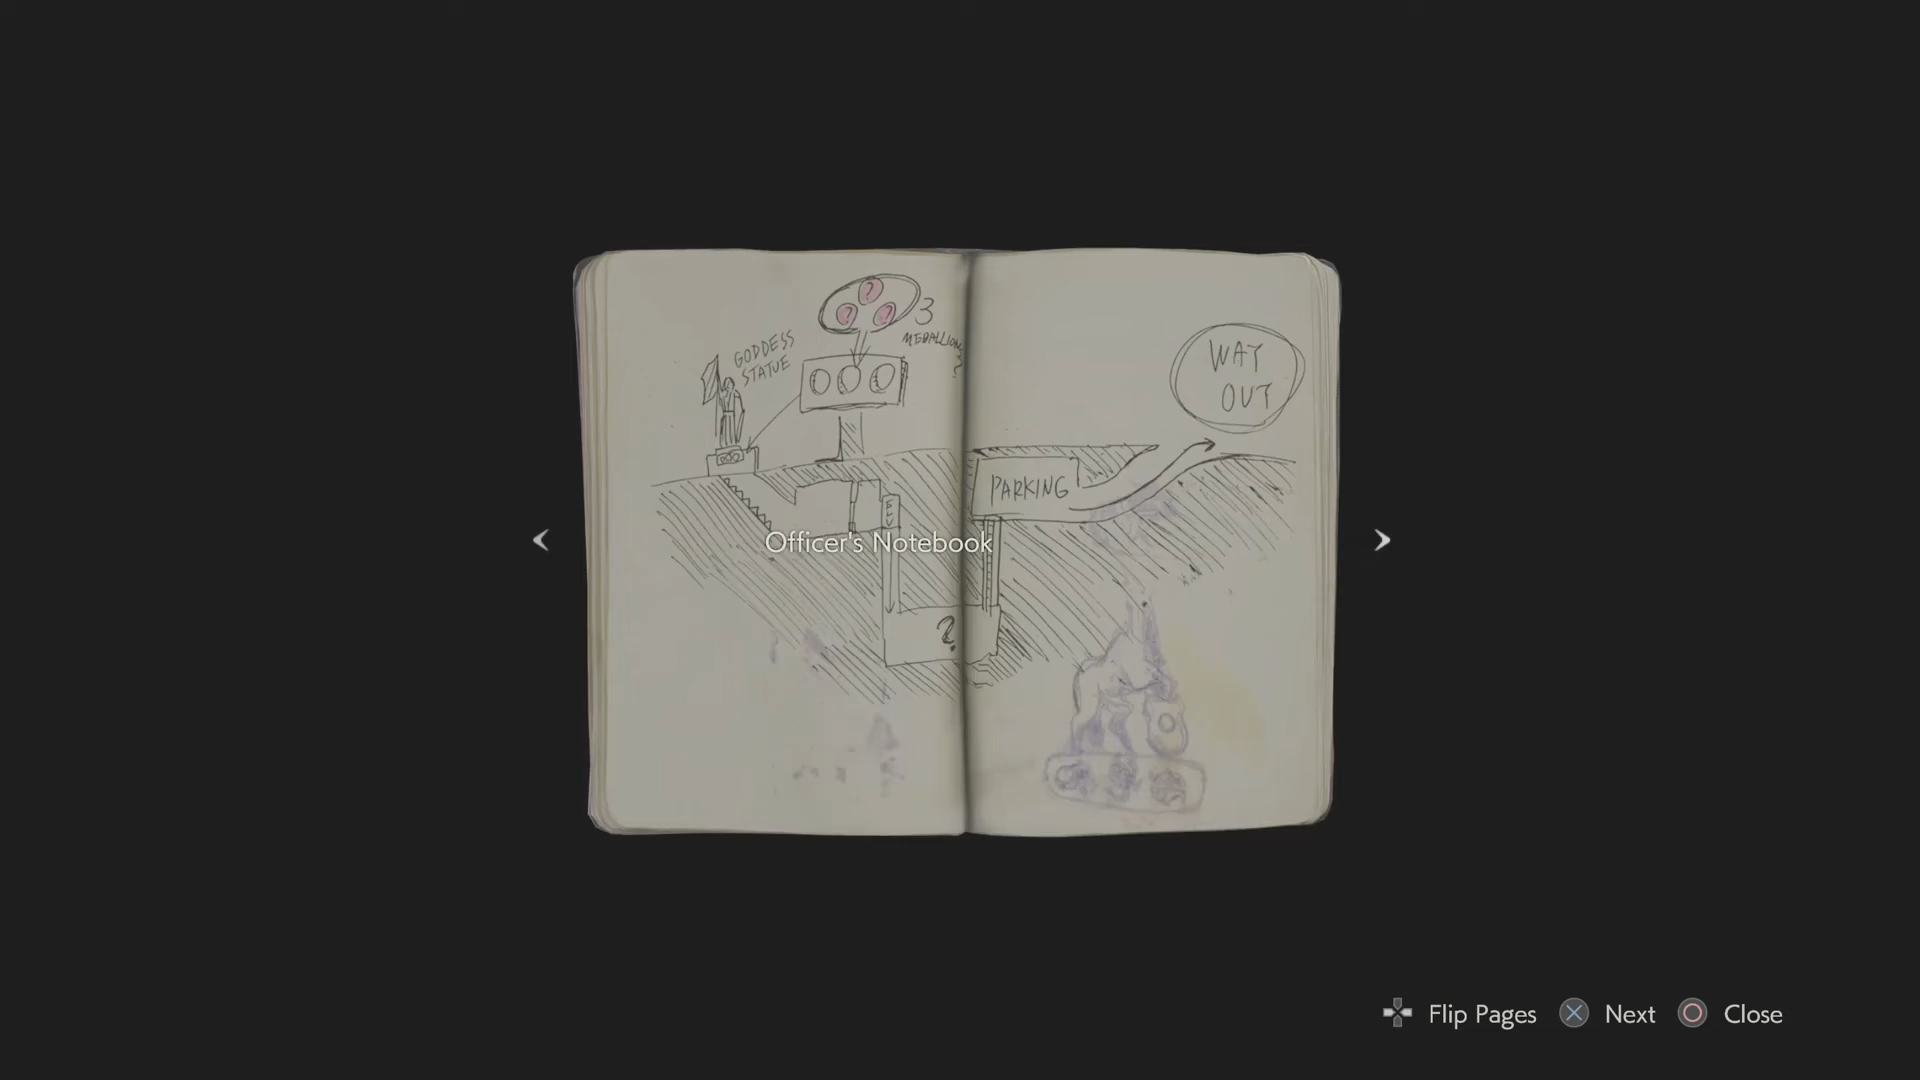 ?
? ?
3
MEDALLIONS
?
GODDESS
STATUE
WAY
OUT
PARKING
ELV
Officer's Notebook
?
Flip Pages
Next
Close